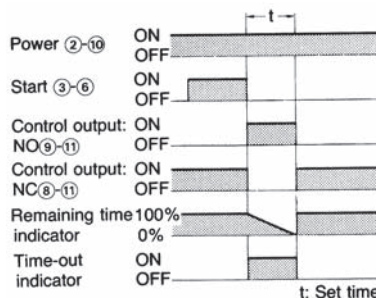 t
Power ②-⑩ ON
OFF
Start ③-⑥ ON
OFF
Control output: ON
NO⑨-⑪ OFF
Control output: ON
NC⑧-⑪ OFF
Remaining time 100%
indicator 0%
Time-out ON
indicator OFF
t: Set time